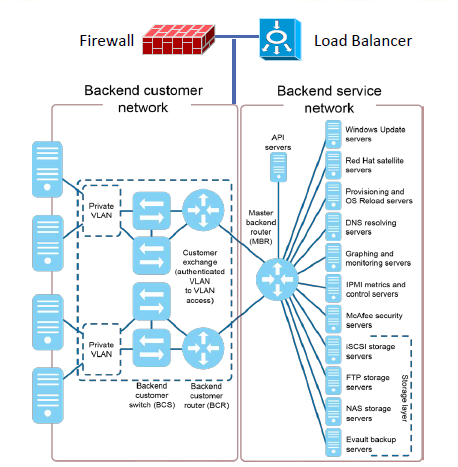 Firewall
Load Balancer
Backend customer
network
Backend service
network
API
servers
Private
VLAN
Customer
exchange
(authenticated
VLAN
to VLAN
access)
Private
VLAN
Backend
customer
switch (BCS)
Backend
customer
router (BCR)
Master
backend
router
(MBR)
Windows Update
servers
Red Hat satellite
servers
Provisioning and
OS Reload servers
DNS resolving
servers
Graphing and
monitoring servers
IPMI metrics and
control servers
McAfee security
servers
iSCSI storage
servers
FTP storage
servers
NAS storage
servers
Evault backup
servers
Storage layer